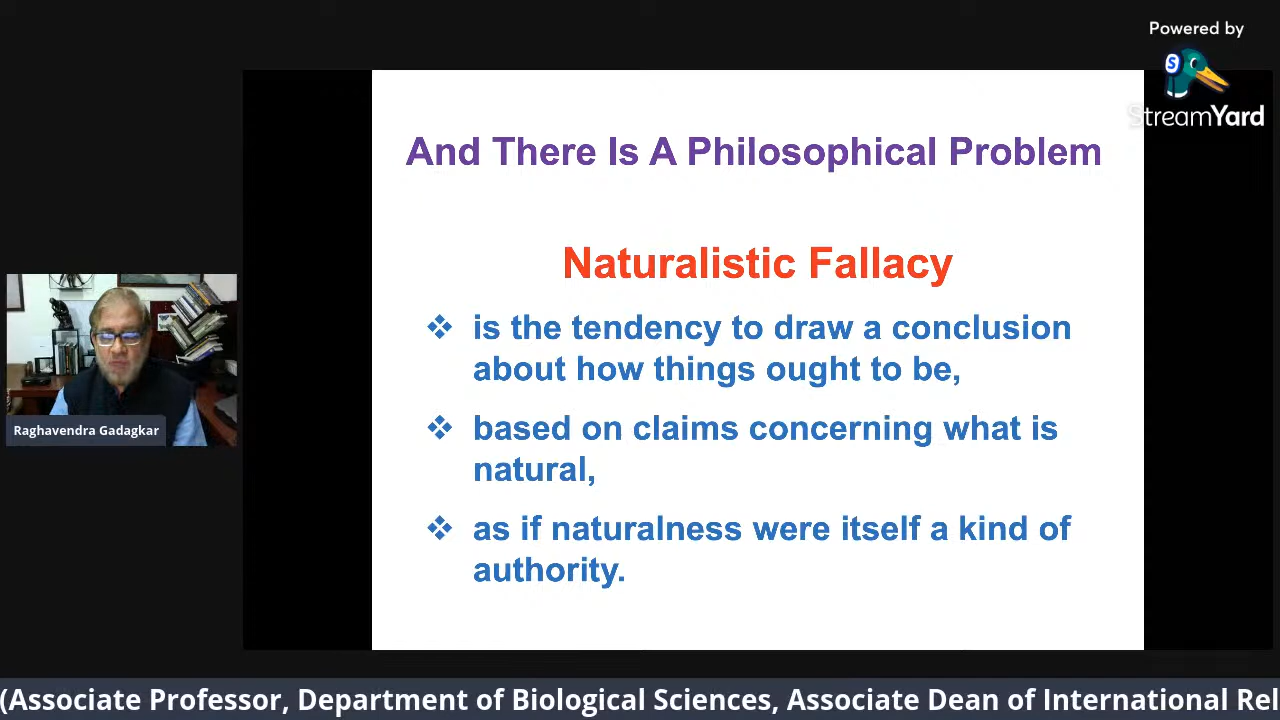 Powered by
S
StreamYard
And There Is A Philosophical Problem
Naturalistic Fallacy
❖ is the tendency to draw a conclusion
about how things ought to be,
❖ based on claims concerning what is
natural,
❖ as if naturalness were itself a kind of
authority.
Raghavendra Gadagkar
(Associate Professor, Department of Biological Sciences, Associate Dean of International Rel